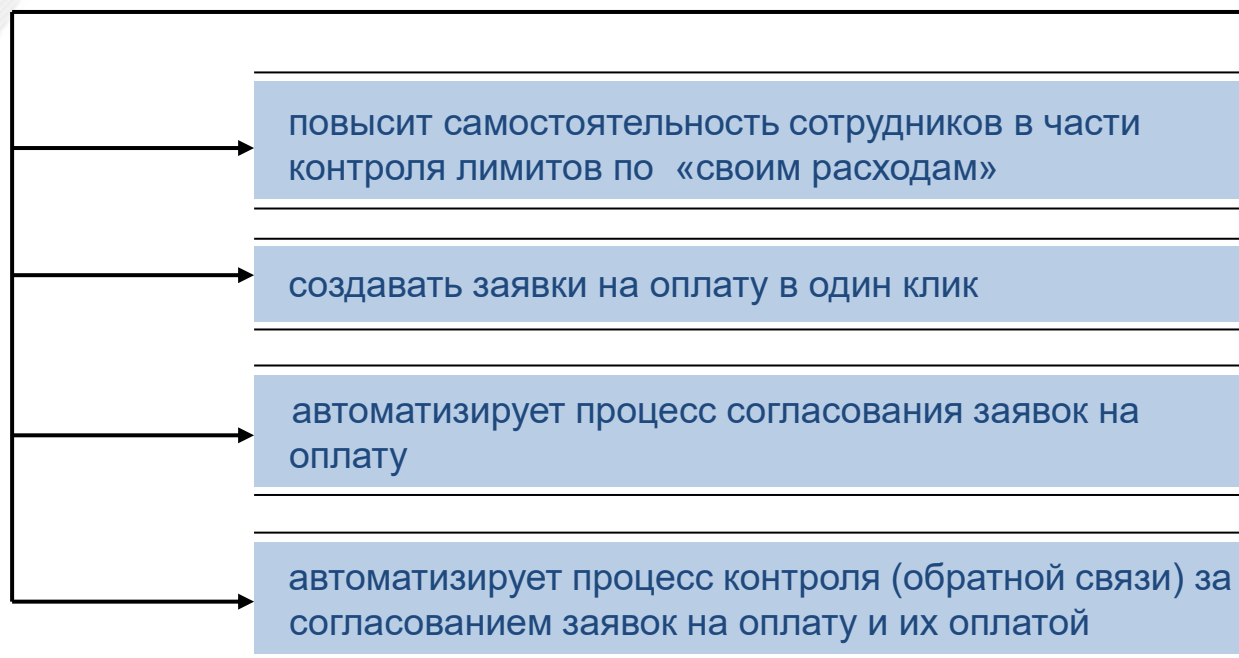 повысит самостоятельность сотрудников в части
контроля лимитов по «своим расходам»
создавать заявки на оплату в один клик
автоматизирует процесс согласования заявок на
оплату
автоматизирует процесс контроля (обратной связи) за
согласованием заявок на оплату и их оплатой